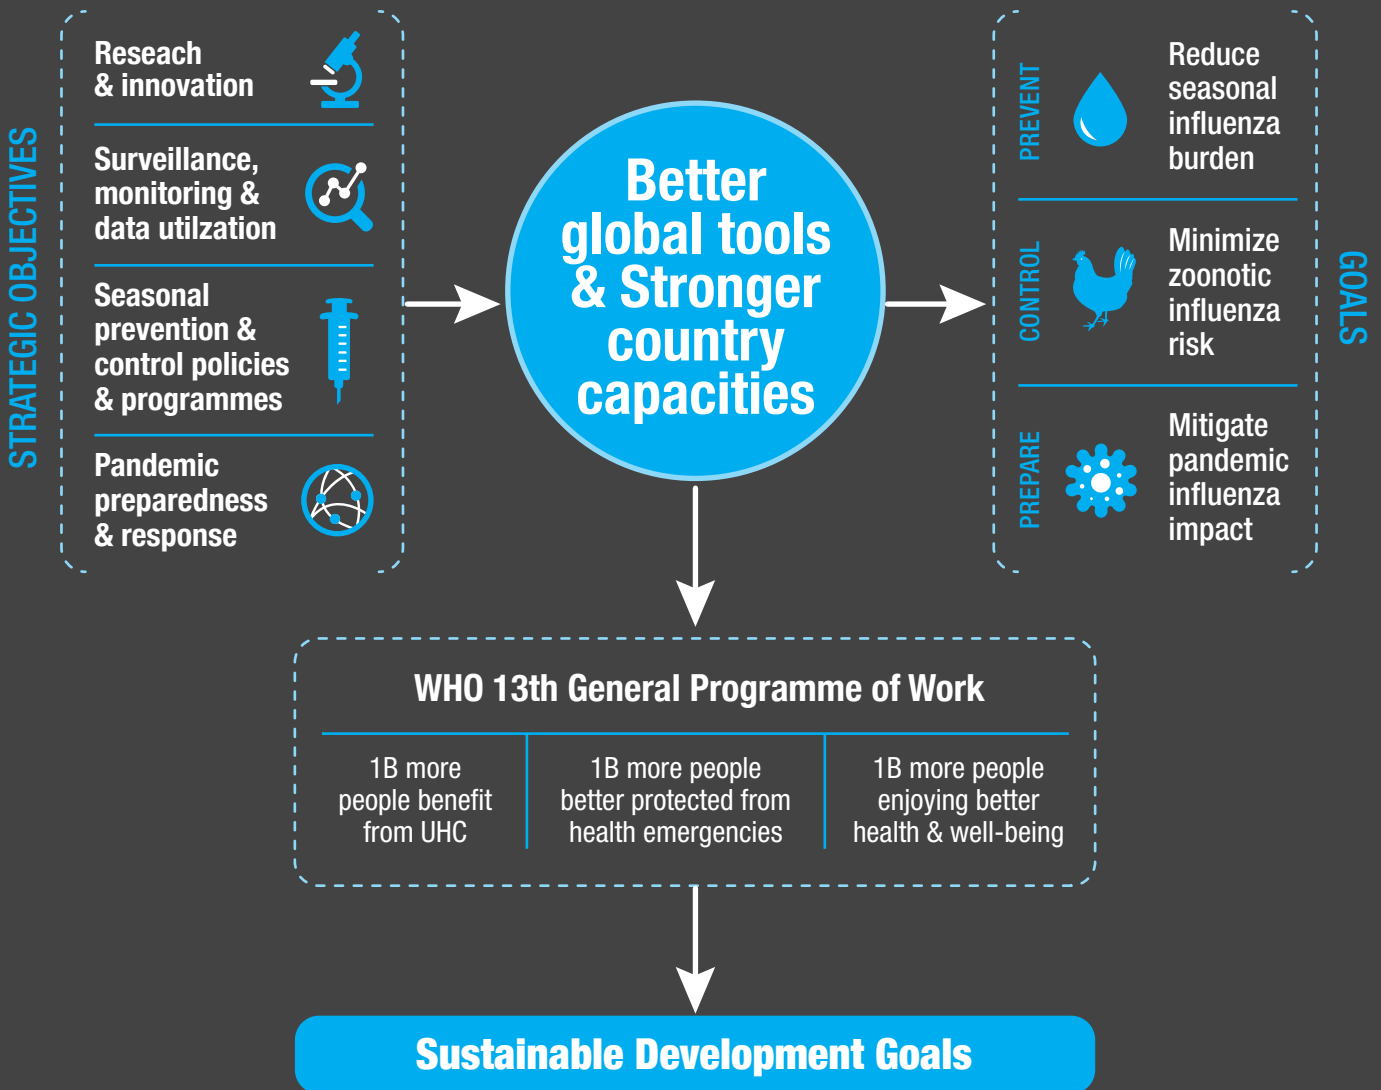 STRATEGIC OBJECTIVES
Reseach
& innovation
Surveillance,
monitoring &
data utilzation
Seasonal
prevention &
control policies
& programmes
Pandemic
preparedness
& response
Better
global tools
& Stronger
country
capacities
GOALS
PREVENT
Reduce
seasonal
influenza
burden
CONTROL
Minimize
zoonotic
influenza
risk
PREPARE
Mitigate
pandemic
influenza
impact
WHO 13th General Programme of Work
1B more
people benefit
from UHC
1B more people
better protected from
health emergencies
1B more people
enjoying better
health & well-being
Sustainable Development Goals